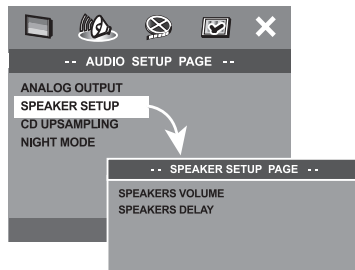 -- AUDIO SETUP PAGE --
ANALOG OUTPUT
SPEAKER SETUP
CD UPSAMPLING
NIGHT MODE
-- SPEAKER SETUP PAGE --
SPEAKERS VOLUME
SPEAKERS DELAY